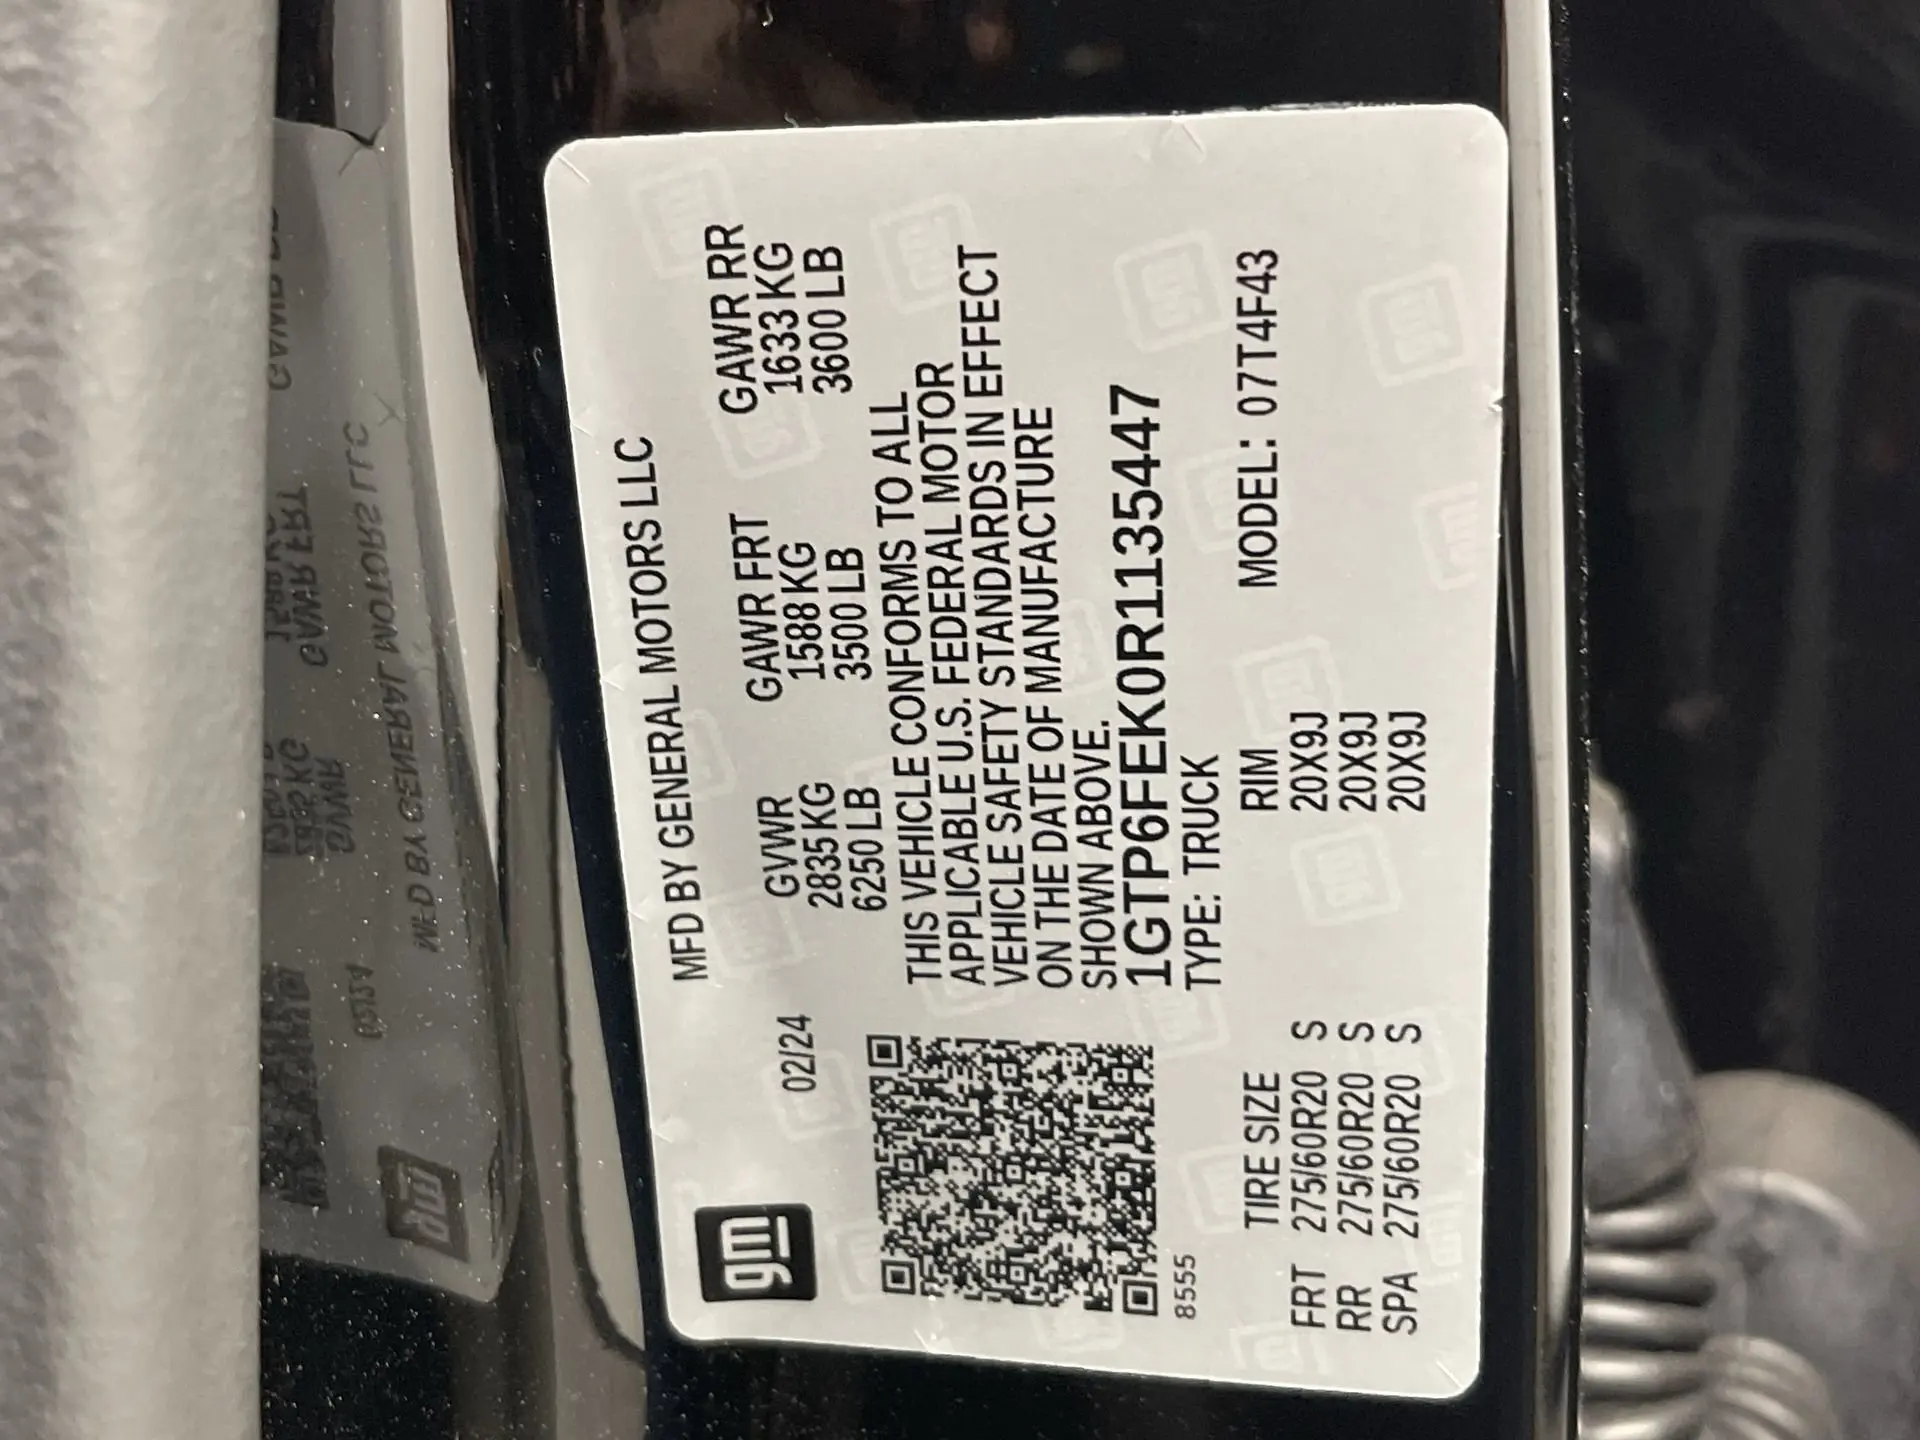 gm
02/24
MFD BY GENERAL MOTORS LLC
GVWR GAWR FRT GAWR RR
2835 KG 1588 KG 1633 KG
6250 LB 3500 LB 3600 LB
THIS VEHICLE CONFORMS TO ALL
APPLICABLE U.S. FEDERAL MOTOR
VEHICLE SAFETY STANDARDS IN EFFECT
ON THE DATE OF MANUFACTURE
SHOWN ABOVE.
1GTP6FEK0R1135447
8555
TYPE: TRUCK
MODEL: 07T4F43
TIRE SIZE RIM
FRT 275/60R20 S 20X9J
RR 275/60R20 S 20X9J
SPA 275/60R20 S 20X9J